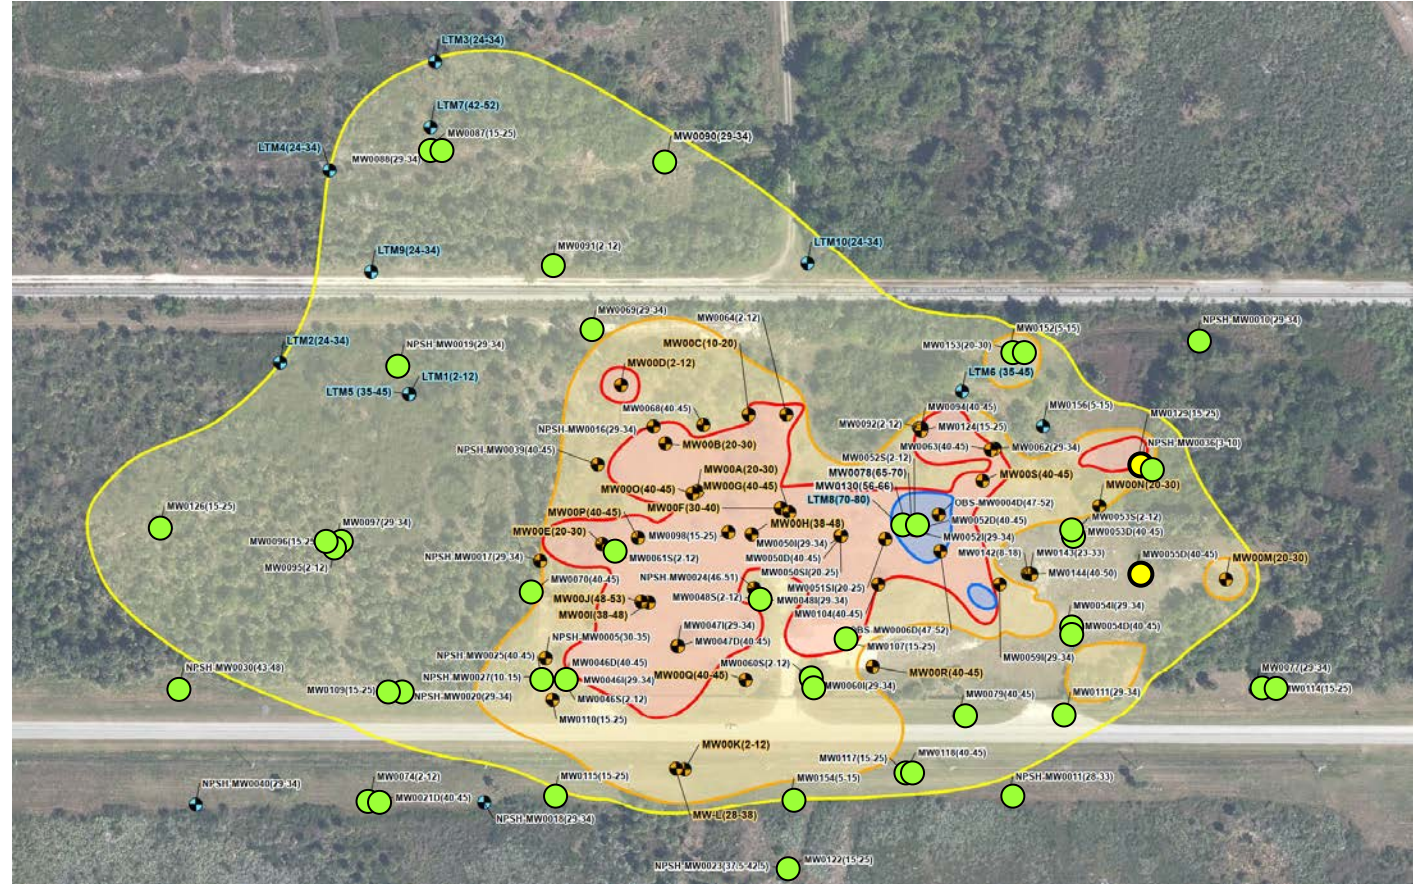 LTM3(24-34)
LTM7(42-52)
MW0087(15-25)
MW0088(29-34)
LTM4(24-34)
MW0090(29-34)
LTM9(24-34)
MW0091(2-12)
LTM10(24-34)
MW0069(29-34)
MW0064(2-12)
MW0152(5-15)
NPSH-MW0010(29-34)
LTM2(24-34)
NPSH-MW0019(29-34)
MW00C(10-20)
MW0153(20-30)
LTM1(2-12)
LTM5 (35-45)
MW00D(2-12)
LTM6 (35-45)
MW0068(40-45)
MW0094(40-45)
MW0156(5-15)
MW0129(15-25)
NPSH-MW0016(29-34)
MW0092(2-12)
MW0124(15-25)
NPSH-MW0036(3-10)
MW00B(20-30)
MW0063(40-45)
MW0062(29-34)
NPSH-MW0039(40-45)
MW0052S(2-12)
MW00A(20-30)
MW0078(65-70)
MW00S(40-45)
MW00O(40-45)
MW00G(40-45)
MW0130(56-66)
MW00N(20-30)
LTM8(70-80)
MW0126(15-25)
MW00P(40-45)
MW00F(30-40)
OBS-MW0004D(47-52)
MW0097(29-34)
MW00E(20-30)
MW00H(38-48)
MW0052D(40-45)
MW0053S(2-12)
MW0096(15-25)
MW0098(15-25)
MW0052I(29-34)
MW0053D(40-45)
MW0050I(29-34)
MW0095(2-12)
NPSH-MW0017(29-34)
MW0061S(2-12)
MW0050D(40-45)
MW0142(8-18)
MW0143(23-33)
MW0055D(40-45)
MW00M(20-30)
MW0070(40-45)
NPSH-MW0024(46-51)
MW0050SI(20-25)
MW0144(40-50)
MW0051SI(20-25)
MW00J(48-53)
MW0048S(2-12)
MW0048I(29-34)
MW00I(38-48)
MW0104(40-45)
MW0054I(29-34)
MW0047I(29-34)
OBS-MW0006D(47-52)
MW0054D(40-45)
NPSH-MW0005(30-35)
MW0047D(40-45)
MW0107(15-25)
NPSH-MW0025(40-45)
MW0059I(29-34)
NPSH-MW0030(43-48)
MW0046D(40-45)
MW0060S(2-12)
MW0077(29-34)
NPSH-MW0027(10-15)
MW0046I(29-34)
MW00Q(40-45)
MW00R(40-45)
MW0109(15-25)
NPSH-MW0020(29-34)
MW0046S(2-12)
MW0060I(29-34)
MW0079(40-45)
MW0111(29-34)
MW0114(15-25)
MW0110(15-25)
MW00K(2-12)
MW0117(15-25)
MW0118(40-45)
NPSH-MW0040(29-34)
MW0074(2-12)
MW0115(15-25)
MW0154(5-15)
NPSH-MW0011(28-33)
MW0021D(40-45)
NPSH-MW0018(29-34)
MW-L(28-38)
NPSH-MW0023(37.5-42.5)
MW0122(15-25)